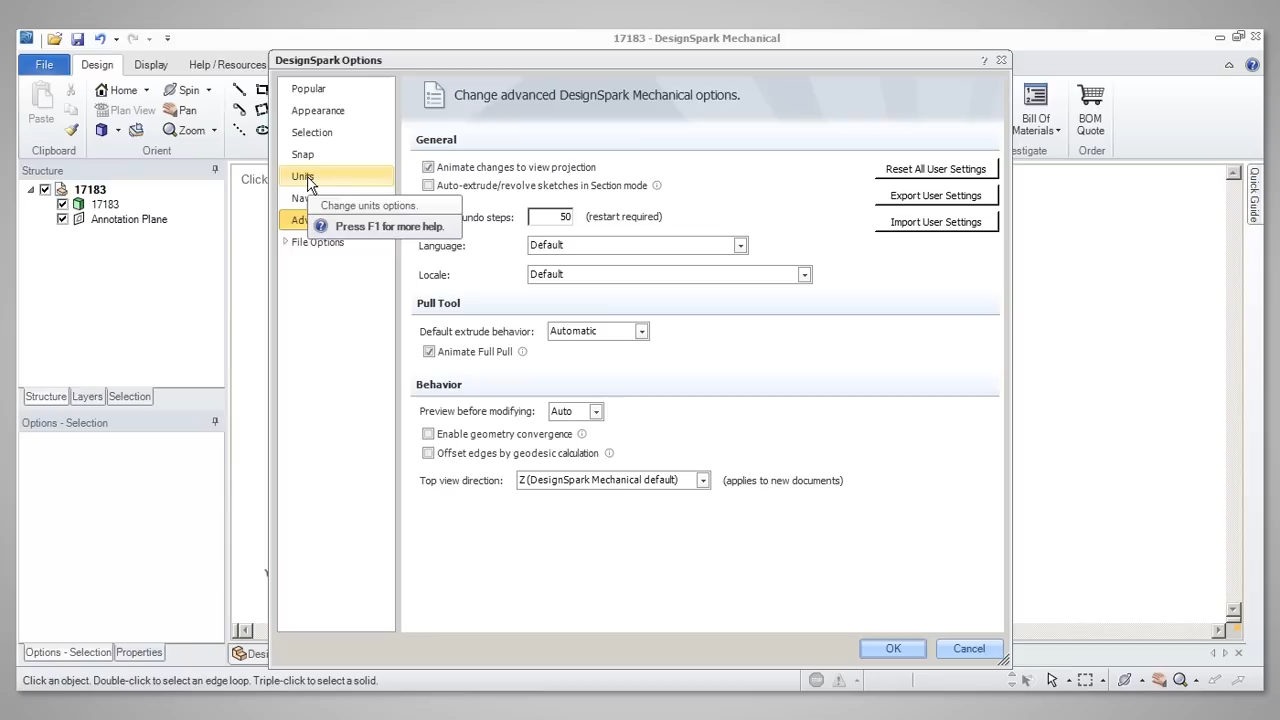 17183 - DesignSpark Mechanical
File
Design
Display
Help / Resources
Paste
Clipboard
Home
Plan View
Spin
Pan
Zoom
Orient
Bill Of
Materials
BOM
Quote
Order
Structure
17183
17183
Annotation Plane
Structure
Layers
Selection
Options - Selection
Options - Selection
Properties
Quick Guide
DesignSpark Options
Popular
Appearance
Selection
Snap
Units
File Options
Change units options.
Press F1 for more help.
Change advanced DesignSpark Mechanical options.
General
Animate changes to view projection
Auto-extrude/revolve sketches in Section mode
undo steps: 50 (restart required)
Language: Default
Locale: Default
Reset All User Settings
Export User Settings
Import User Settings
Pull Tool
Default extrude behavior: Automatic
Animate Full Pull
Behavior
Preview before modifying: Auto
Enable geometry convergence
Offset edges by geodesic calculation
Top view direction: Z (DesignSpark Mechanical default) (applies to new documents)
OK
Cancel
Click an object. Double-click to select an edge loop. Triple-click to select a solid.